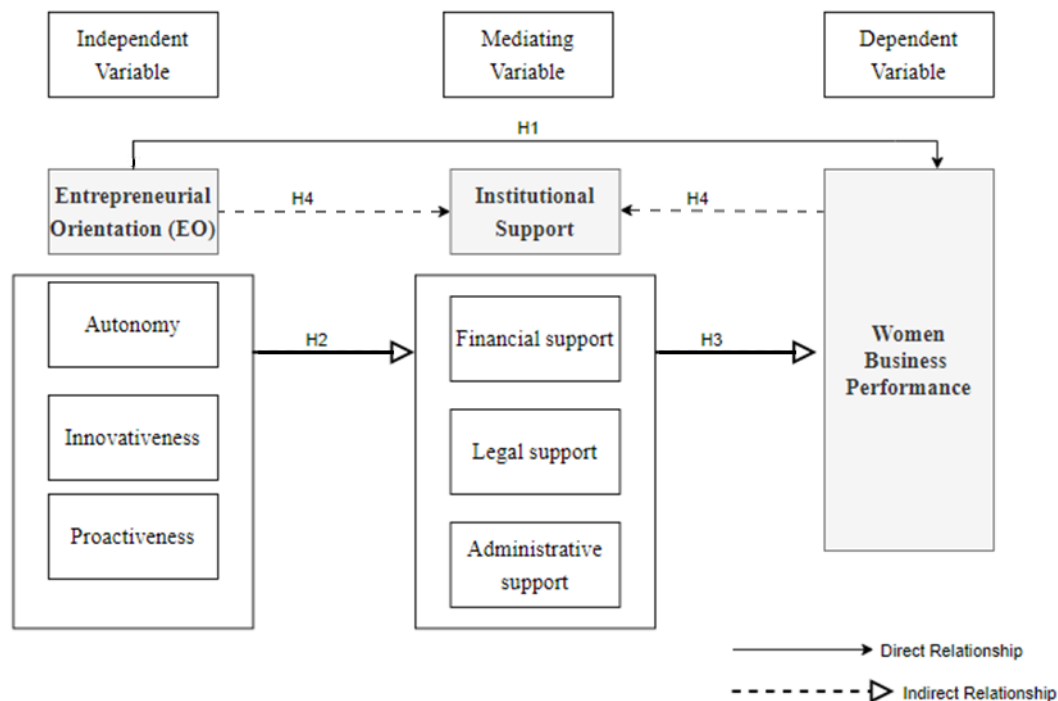 Independent
Variable
Mediating
Variable
Dependent
Variable
H1
Entrepreneurial
Orientation (EO)
H4
Institutional
Support
H4
Autonomy
Innovativeness
Proactiveness
H2
Financial support
Legal support
Administrative
support
H3
Women
Business
Performance
Direct Relationship
Indirect Relationship